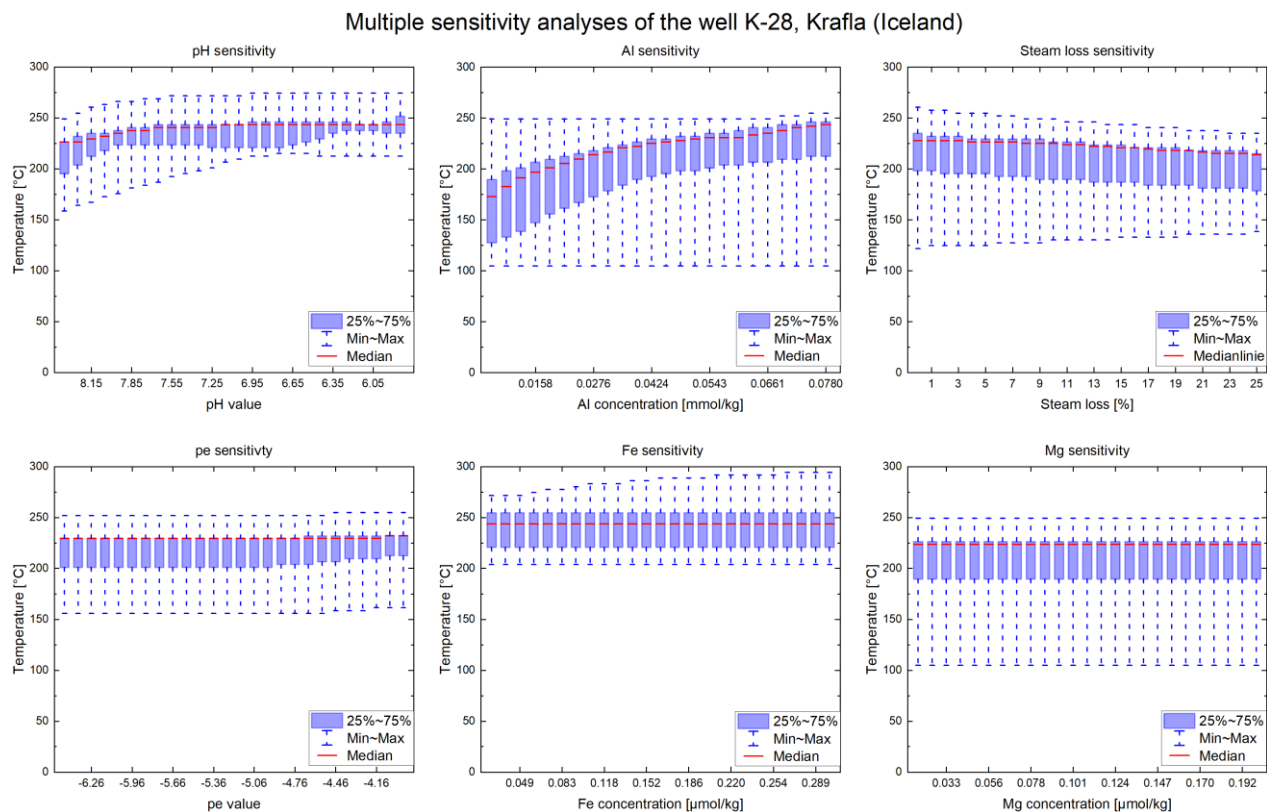 Multiple sensitivity analyses of the well K-28, Krafla (Iceland)
pH sensitivity
Temperature [°C]
300
250
200
150
100
50
0
8.15 7.85 7.55 7.25 6.95 6.65 6.35 6.05
pH value
25%~75%
Min~Max
Median
Al sensitivity
Temperature [°C]
300
250
200
150
100
50
0
0.0158 0.0276 0.0424 0.0543 0.0661 0.0780
Al concentration [mmol/kg]
25%~75%
Min~Max
Median
Steam loss sensitivity
Temperature [°C]
300
250
200
150
100
50
0
1 3 5 7 9 11 13 15 17 19 21 23 25
Steam loss [%]
25%~75%
Min~Max
Medianlinie
pe sensitivty
Temperature [°C]
300
250
200
150
100
50
0
-6.26 -5.96 -5.66 -5.36 -5.06 -4.76 -4.46 -4.16
pe value
25%~75%
Min~Max
Median
Fe sensitivity
Temperature [°C]
300
250
200
150
100
50
0
0.049 0.083 0.118 0.152 0.186 0.220 0.254 0.289
Fe concentration [µmol/kg]
25%~75%
Min~Max
Median
Mg sensitivity
Temperature [°C]
300
250
200
150
100
50
0
0.033 0.056 0.078 0.101 0.124 0.147 0.170 0.192
Mg concentration [µmol/kg]
25%~75%
Min~Max
Median